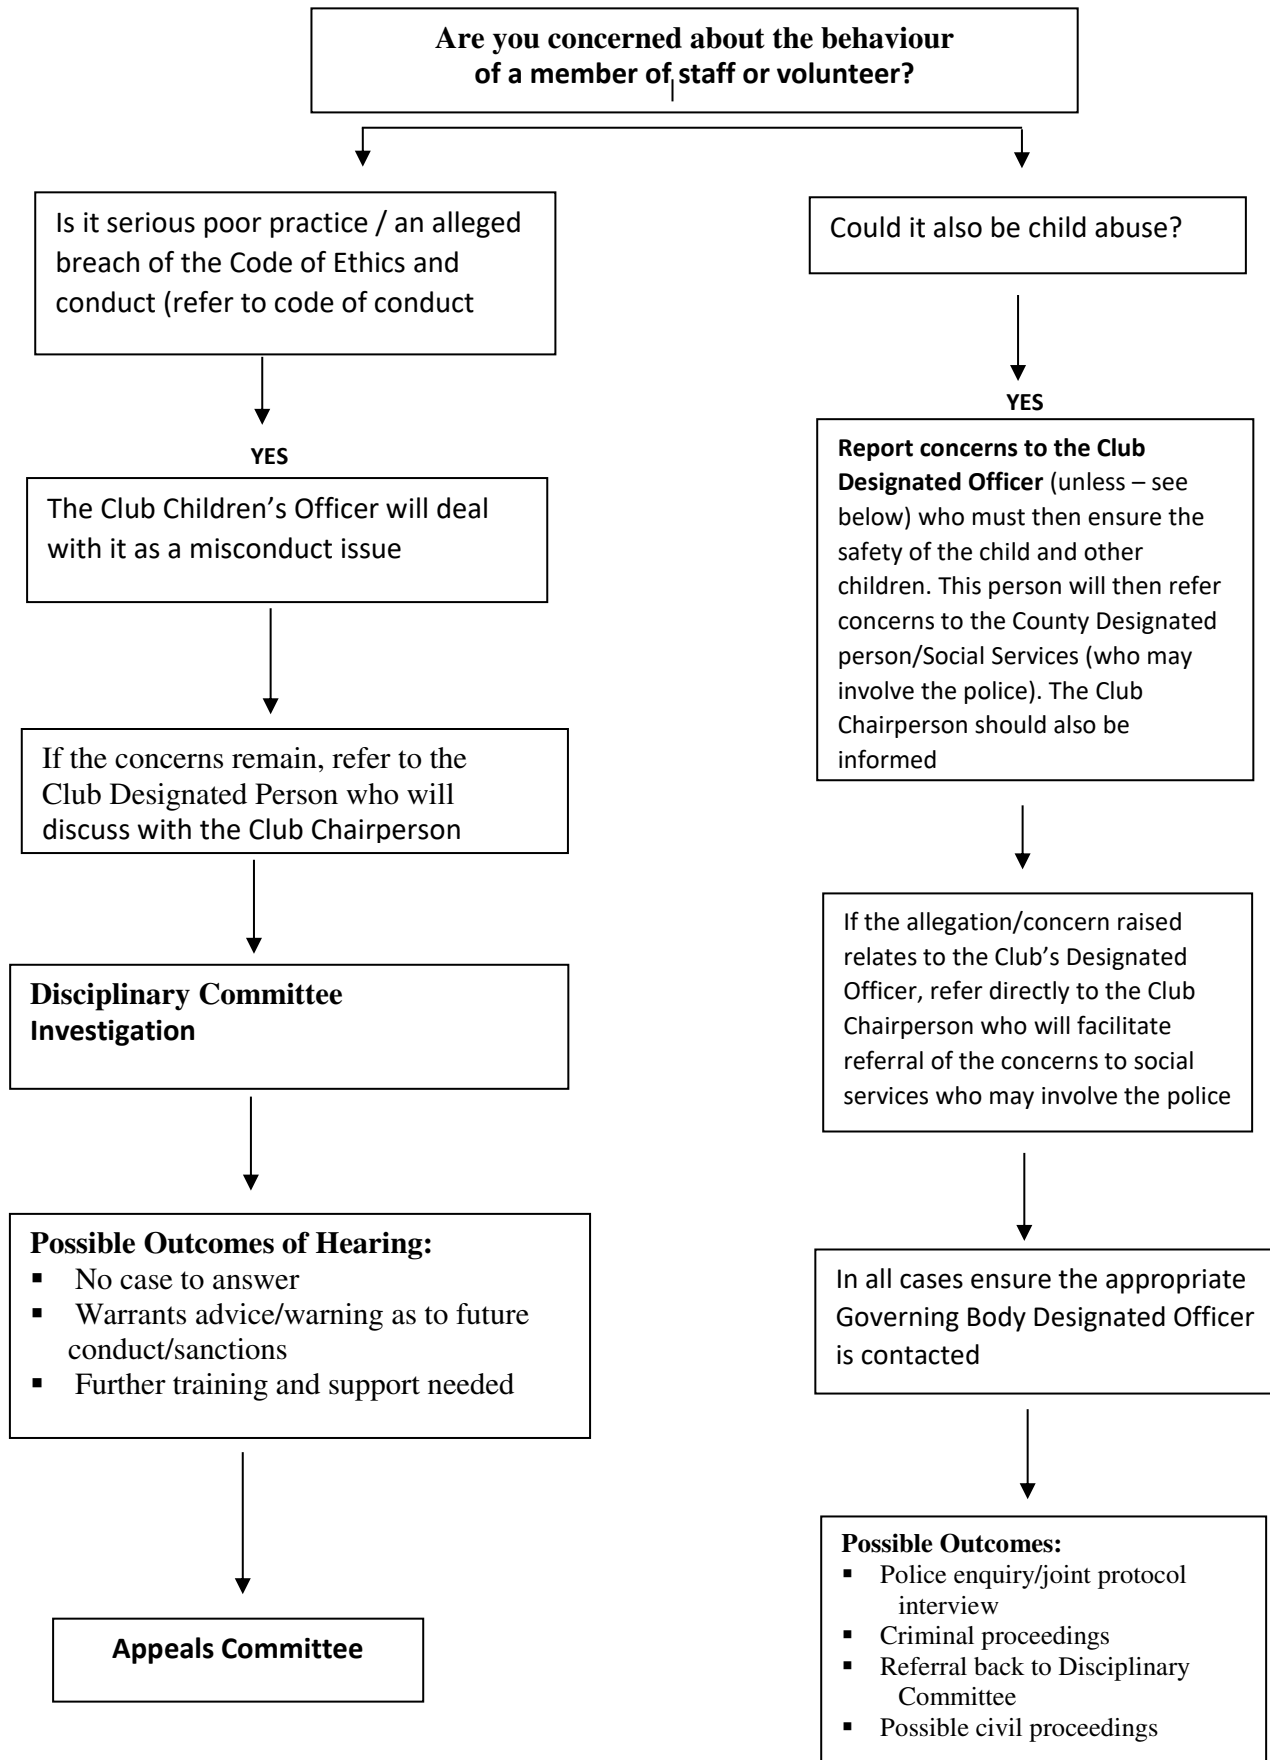 Are you concerned about the behaviour
of a member of staff or volunteer?
Is it serious poor practice / an alleged
breach of the Code of Ethics and
conduct (refer to code of conduct
YES
The Club Children’s Officer will deal
with it as a misconduct issue
If the concerns remain, refer to the
Club Designated Person who will
discuss with the Club Chairperson
Disciplinary Committee
Investigation
Possible Outcomes of Hearing:
▪ No case to answer
▪ Warrants advice/warning as to future
conduct/sanctions
▪ Further training and support needed
Appeals Committee
Could it also be child abuse?
YES
Report concerns to the Club
Designated Officer (unless – see
below) who must then ensure the
safety of the child and other
children. This person will then refer
concerns to the County Designated
person/Social Services (who may
involve the police). The Club
Chairperson should also be
informed
If the allegation/concern raised
relates to the Club’s Designated
Officer, refer directly to the Club
Chairperson who will facilitate
referral of the concerns to social
services who may involve the police
In all cases ensure the appropriate
Governing Body Designated Officer
is contacted
Possible Outcomes:
▪ Police enquiry/joint protocol
interview
▪ Criminal proceedings
▪ Referral back to Disciplinary
Committee
▪ Possible civil proceedings